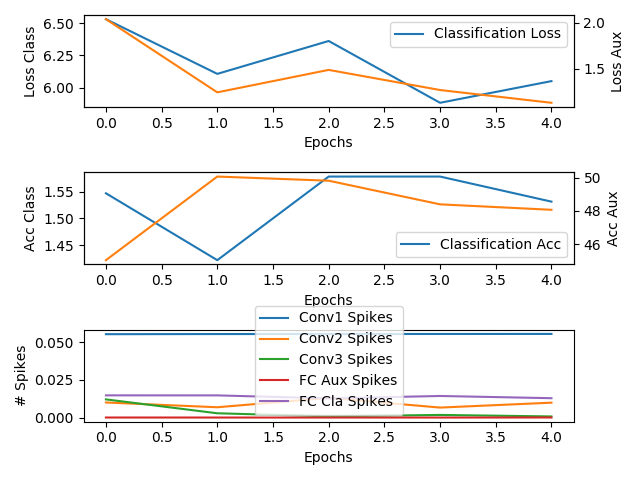 Classification Loss
6.50
6.25
6.00
Loss Class
2.0
1.5
Loss Aux
0.0 0.5 1.0 1.5 2.0 2.5 3.0 3.5 4.0
Epochs
1.55
1.50
1.45
Acc Class
Classification Acc
50
48
46
Acc Aux
0.0 0.5 1.0 1.5 2.0 2.5 3.0 3.5 4.0
Epochs
0.050
0.025
0.000
# Spikes
Conv1 Spikes
Conv2 Spikes
Conv3 Spikes
FC Aux Spikes
FC Cla Spikes
0.0 0.5 1.0 1.5 2.0 2.5 3.0 3.5 4.0
Epochs